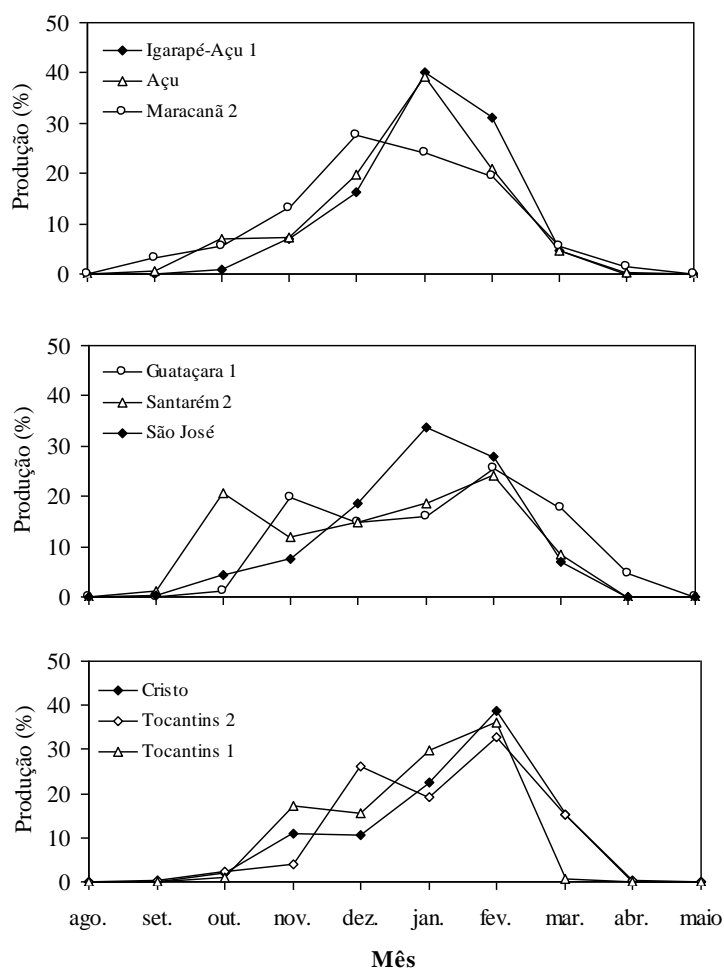 50
40
30
20
10
0
Produção (%)
Igarapé-Açu 1
Açu
Maracanã 2
50
40
30
20
10
0
Produção (%)
Guataçara 1
Santarém 2
São José
50
40
30
20
10
0
Produção (%)
Cristo
Tocantins 2
Tocantins 1
ago. set. out. nov. dez. jan. fev. mar. abr. maio
Mês